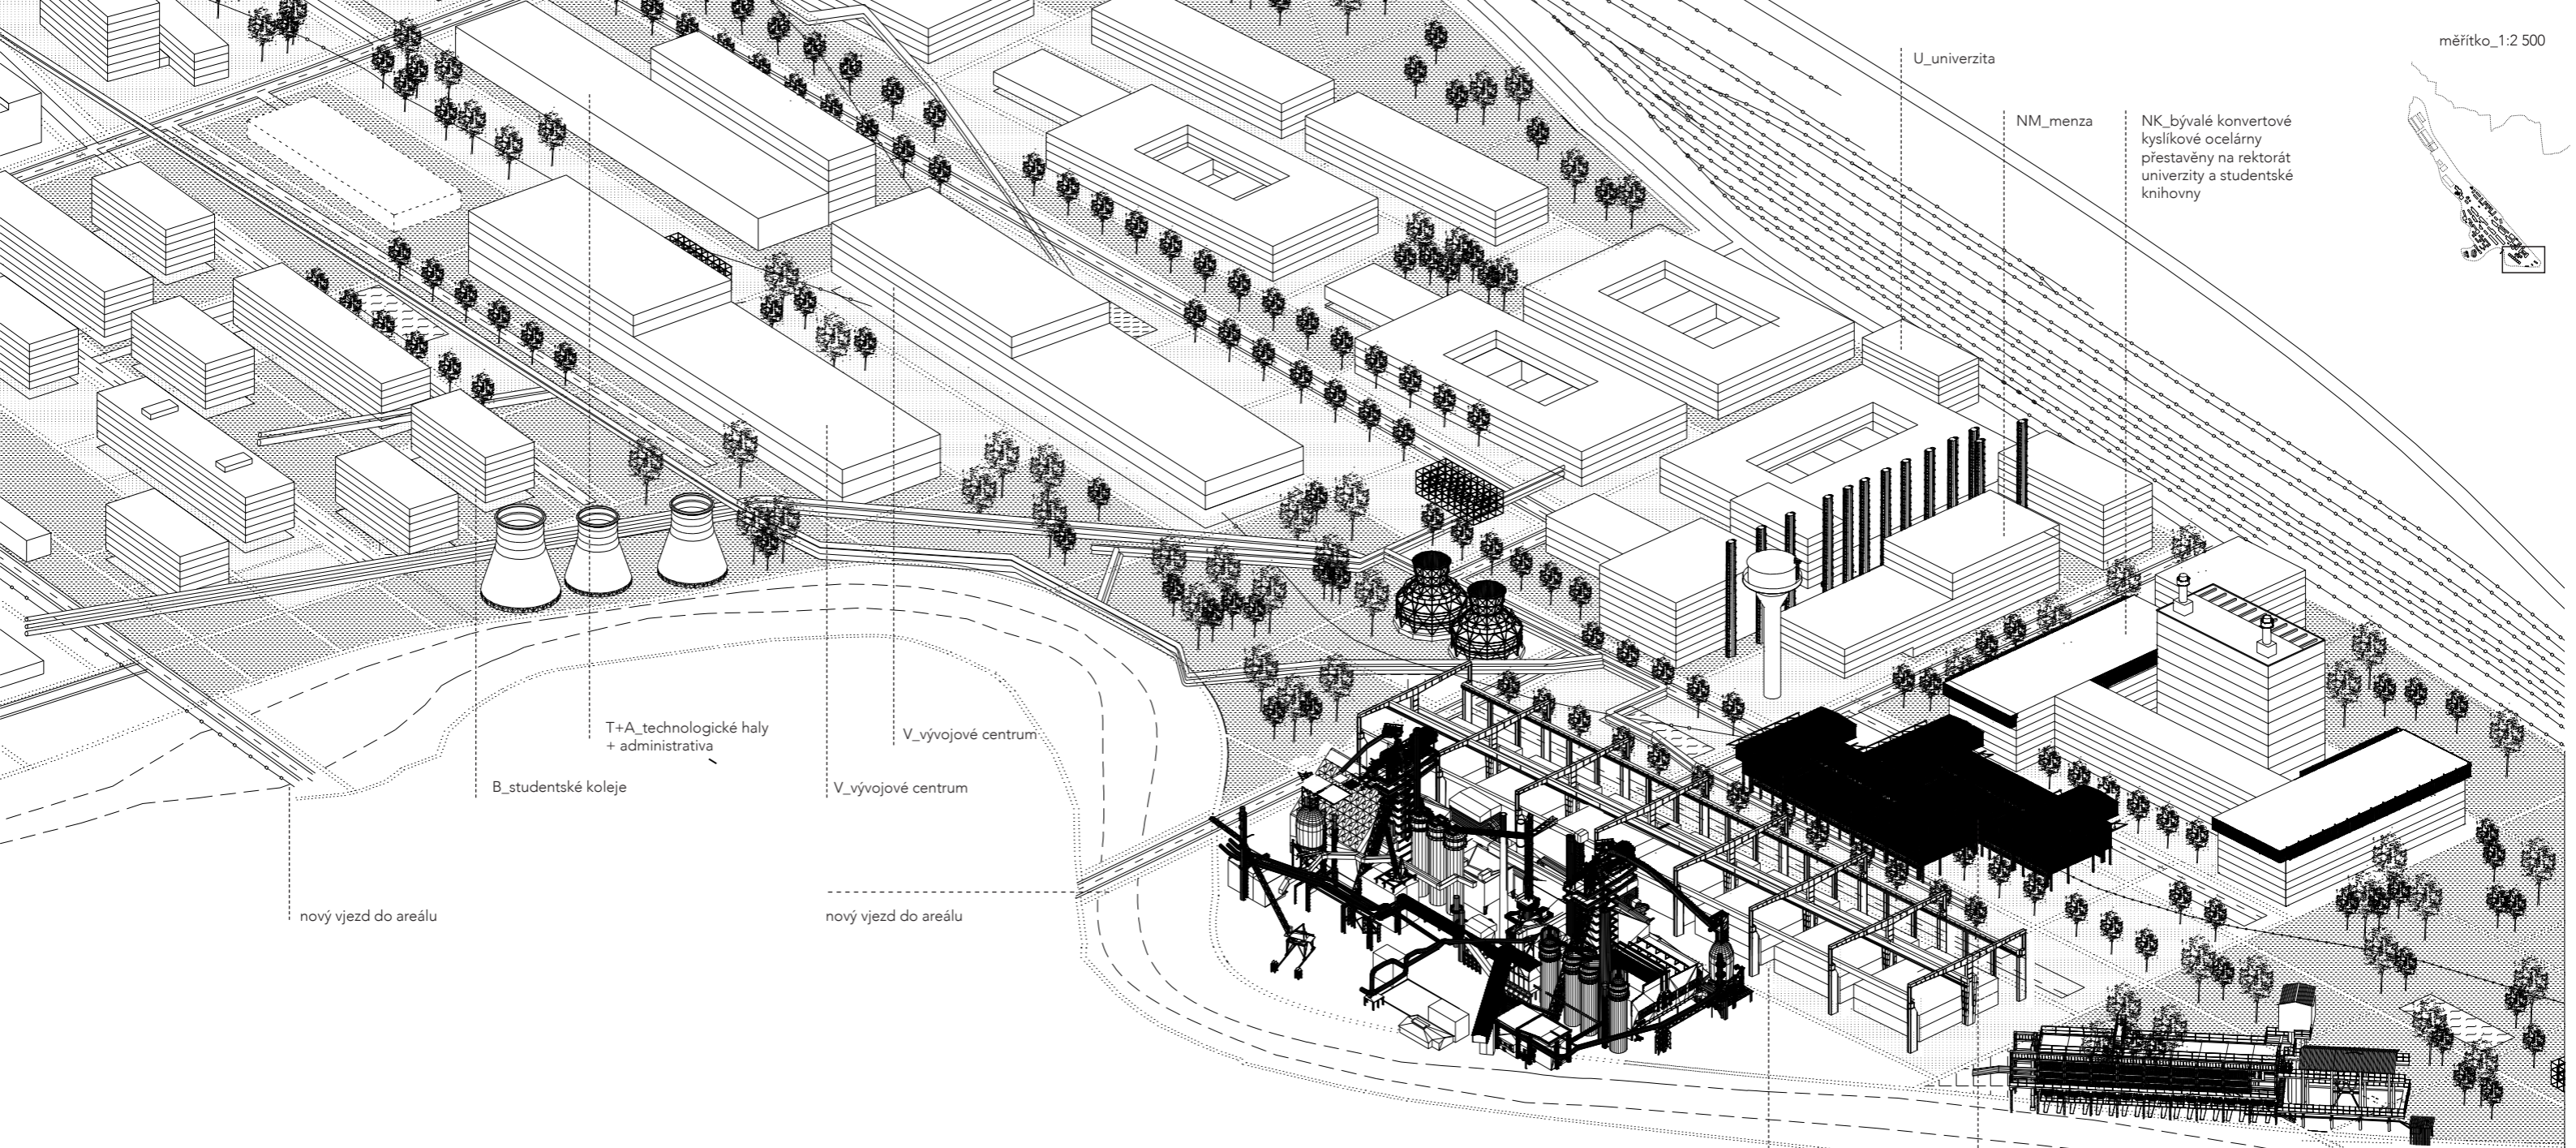 měřítko_1:2 500
U_univerzita
NM_menza
NK_bývalé konvertové
kyslíkové ocelárny
přestavěny na rektorát
univerzity a studentské
knihovny
T+A_technologické haly
+ administrativa
V_vývojové centrum
B_studentské koleje
V_vývojové centrum
nový vjezd do areálu
nový vjezd do areálu